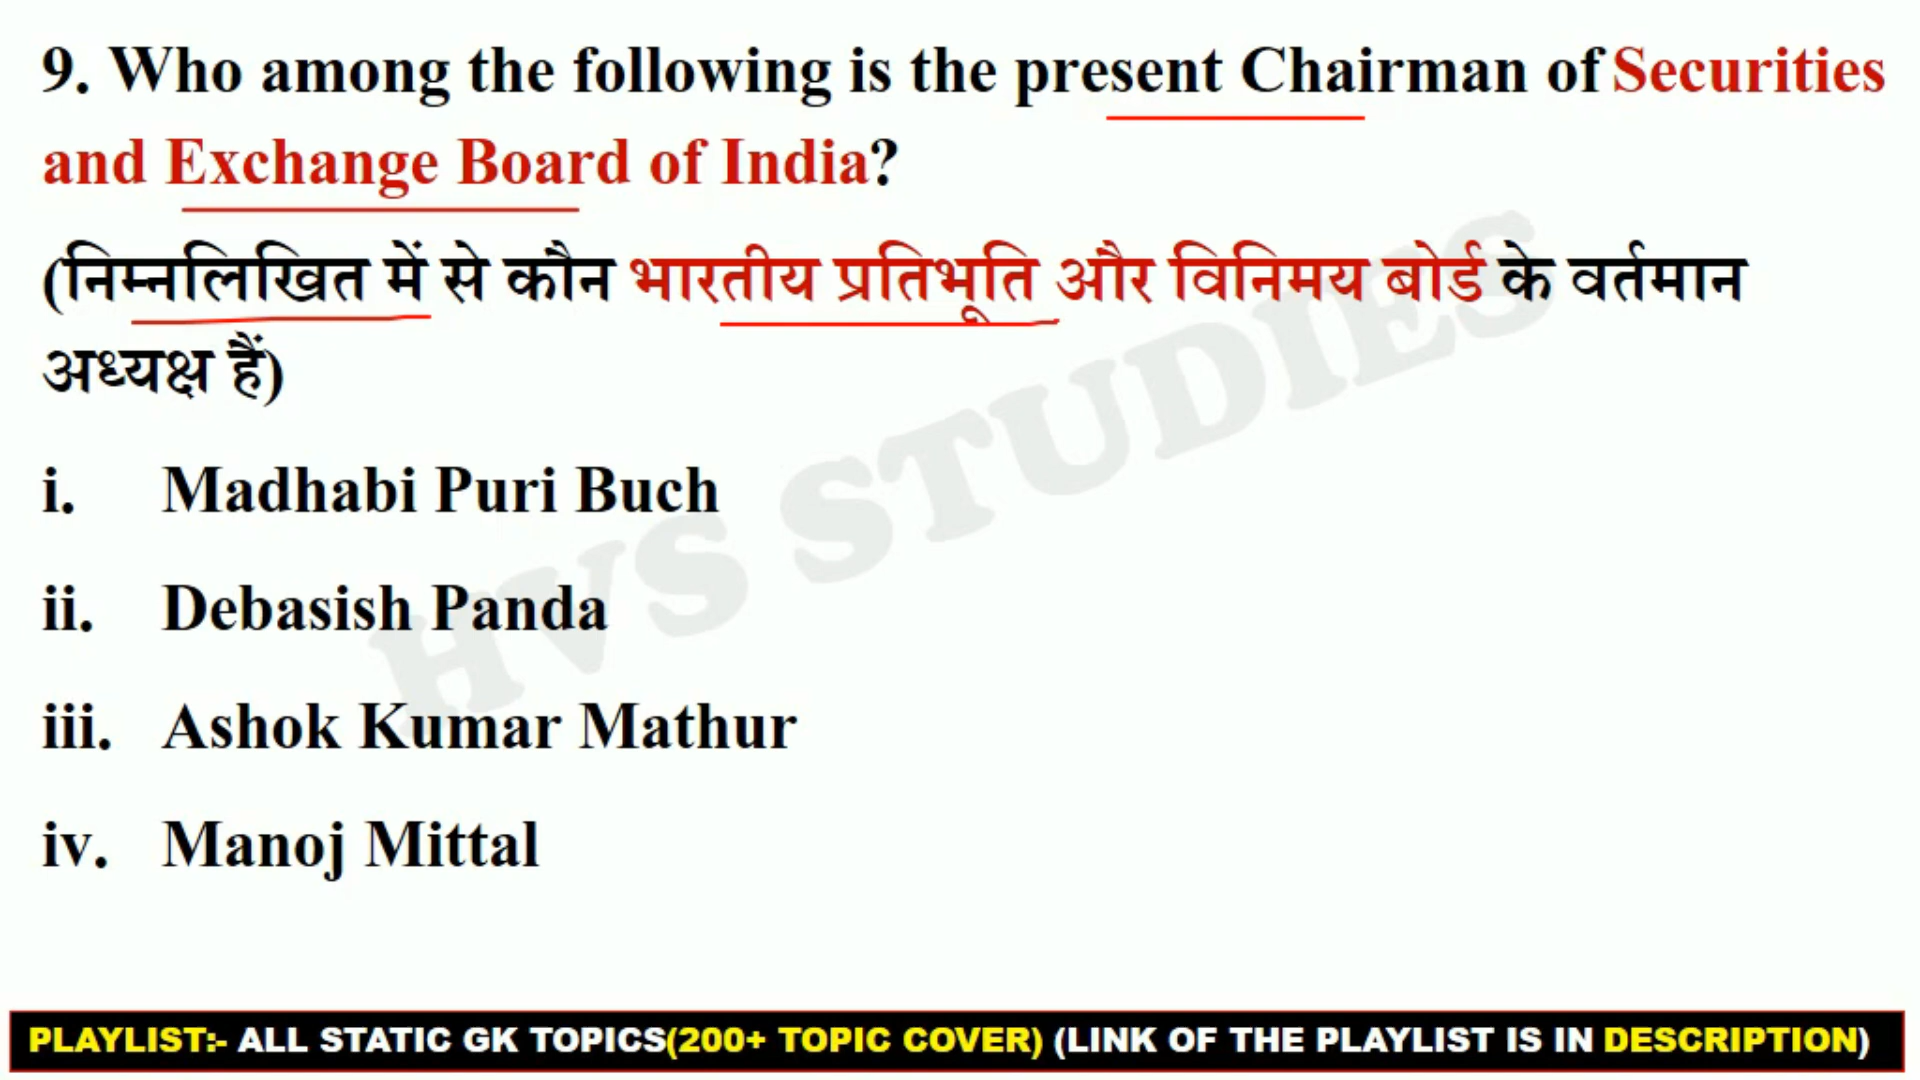 9. Who among the following is the present Chairman of Securities
and Exchange Board of India?
(निम्नलिखित में से कौन भारतीय प्रतिभूति और विनिमय बोर्ड के वर्तमान
अध्यक्ष हैं)
i. Madhabi Puri Buch
ii. Debasish Panda
iii. Ashok Kumar Mathur
iv. Manoj Mittal
HVS STUDIES
PLAYLIST:- ALL STATIC GK TOPICS(200+ TOPIC COVER) (LINK OF THE PLAYLIST IS IN DESCRIPTION)